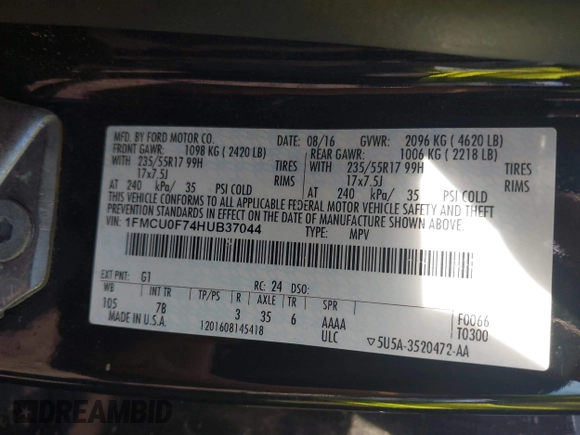 MFD. BY FORD MOTOR CO.
DATE: 08/16 GVWR: 2096 KG ( 4620 LB)
FRONT GAWR: 1098 KG ( 2420 LB) REAR GAWR: 1006 KG ( 2218 LB)
WITH 235/55R17 99H TIRES WITH 235/55R17 99H TIRES
17x7.5J RIMS 17x7.5J RIMS
AT 240 kPa/ 35 PSI COLD AT 240 kPa/ 35 PSI COLD
THIS VEHICLE CONFORMS TO ALL APPLICABLE FEDERAL MOTOR VEHICLE SAFETY AND THEFT
PREVENTION STANDARDS IN EFFECT ON THE DATE OF MANUFACTURE SHOWN ABOVE.
VIN: 1FMCU0F74HUB37044 TYPE: MPV
EXT PNT: G1 RC: 24 DSO:
WB INT TR TP/PS R AXLE TR SPR
105 7B 3 35 6 AAAA F0066
MADE IN U.S.A. 1201608145418 ULC T0300
▽5U5A-3520472-AA
DREAMBID